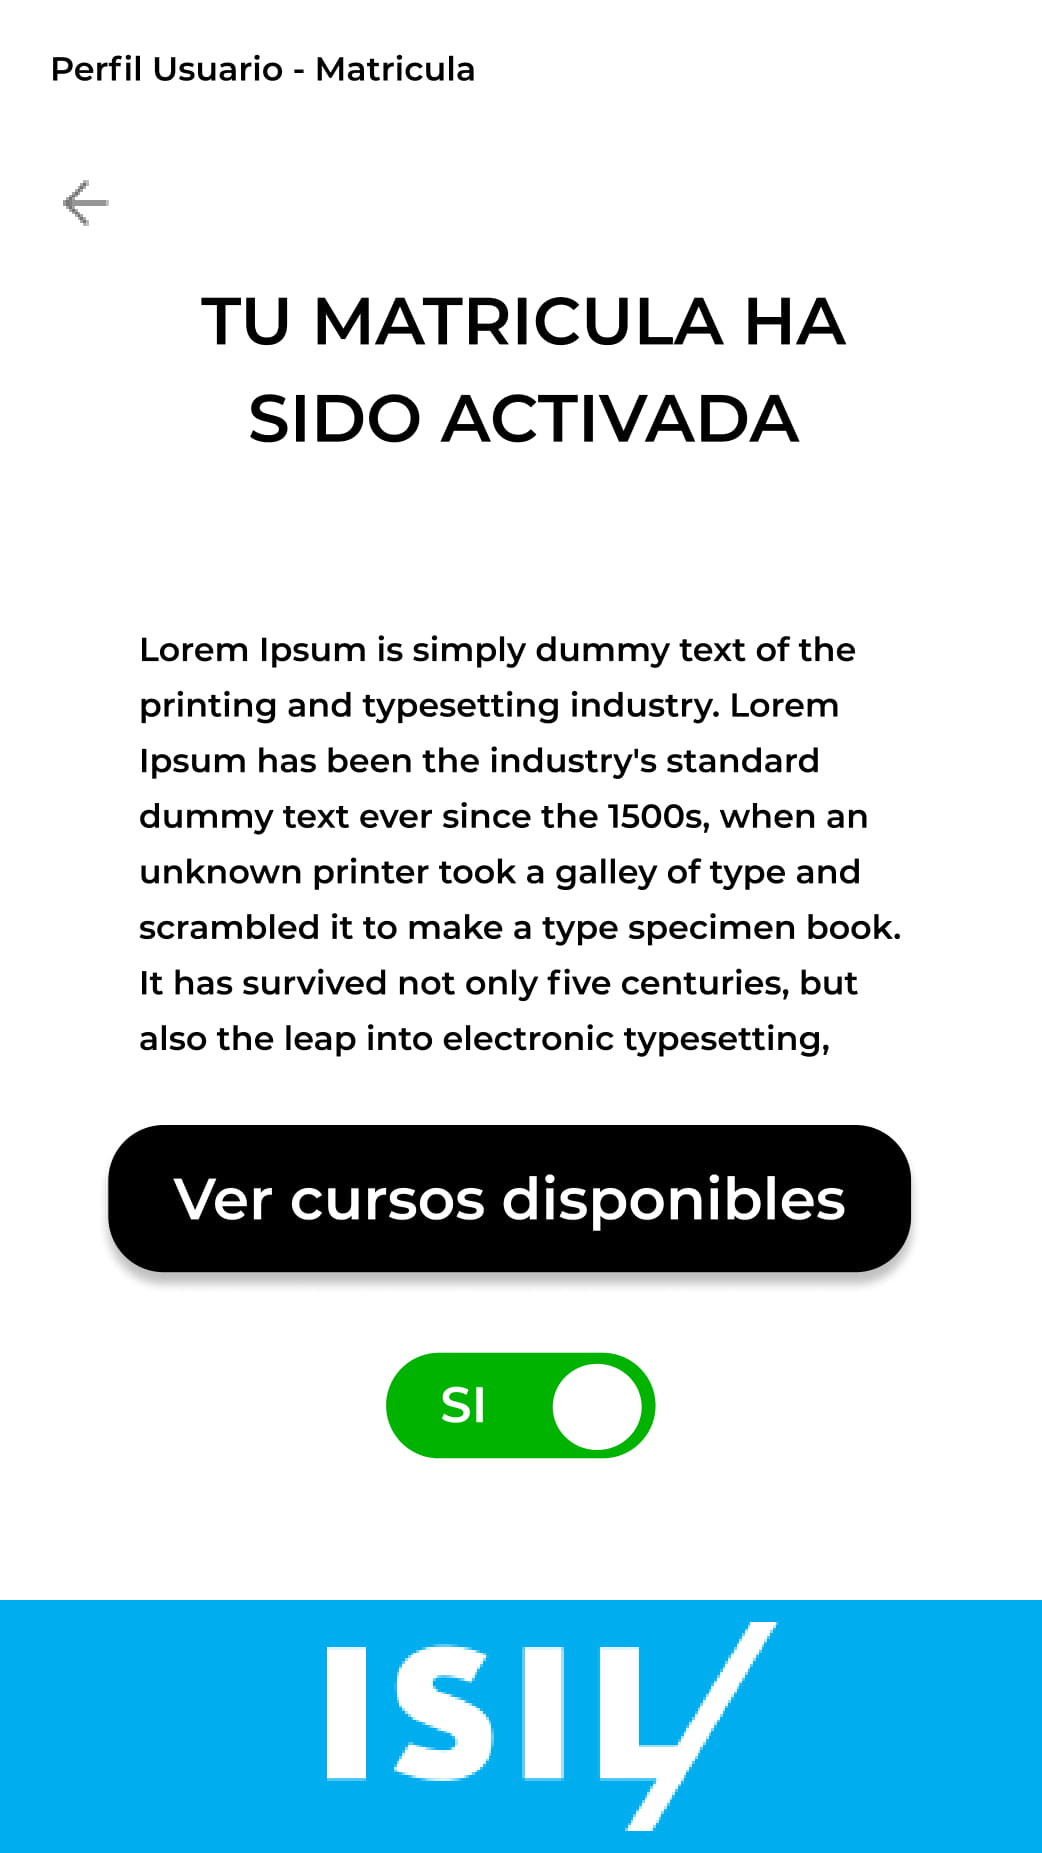 Perfil Usuario - Matricula
TU MATRICULA HA
SIDO ACTIVADA
Lorem Ipsum is simply dummy text of the
printing and typesetting industry. Lorem
Ipsum has been the industry's standard
dummy text ever since the 1500s, when an
unknown printer took a galley of type and
scrambled it to make a type specimen book.
It has survived not only five centuries, but
also the leap into electronic typesetting,
Ver cursos disponibles
SI
ISIL